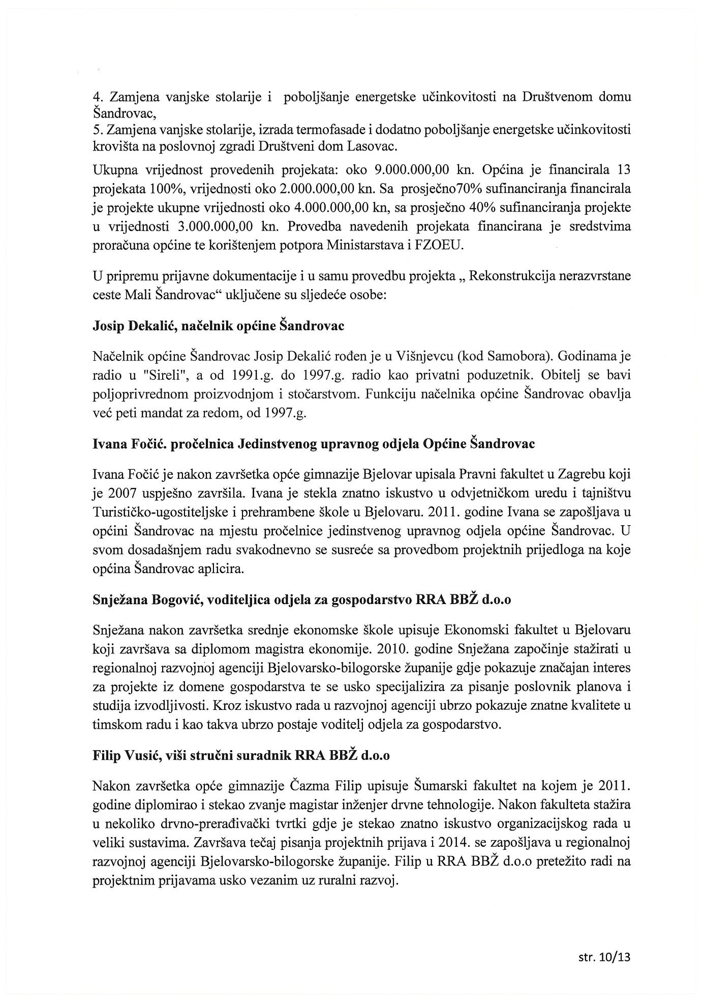 4. Zamjena vanjske stolarije i  poboljšanje energetske učinkovitosti na Društvenom domu
Šandrovac,
5. Zamjena vanjske stolarije, izrada termofasade i dodatno poboljšanje energetske učinkovitosti
krovišta na poslovnoj zgradi Društveni dom Lasovac.
Ukupna vrijednost provedenih projekata: oko 9.000.000,00 kn. Općina je financirala 13
projekata 100%, vrijednosti oko 2.000.000,00 kn. Sa  prosječno70% sufinanciranja financirala
je projekte ukupne vrijednosti oko 4.000.000,00 kn, sa prosječno 40% sufinanciranja projekte
u vrijednosti 3.000.000,00 kn. Provedba navedenih projekata financirana je sredstvima
proračuna općine te korištenjem potpora Ministarstava i FZOEU.
U pripremu prijavne dokumentacije i u samu provedbu projekta „ Rekonstrukcija nerazvrstane
ceste Mali Šandrovac“ uključene su sljedeće osobe:
Josip Dekalić, načelnik općine Šandrovac
Načelnik općine Šandrovac Josip Dekalić rođen je u Višnjevcu (kod Samobora). Godinama je
radio u "Sireli", a od 1991.g. do 1997.g. radio kao privatni poduzetnik. Obitelj se bavi
poljoprivrednom proizvodnjom i stočarstvom. Funkciju načelnika općine Šandrovac obavlja
već peti mandat za redom, od 1997.g.
Ivana Fočić. pročelnica Jedinstvenog upravnog odjela Općine Šandrovac
Ivana Fočić je nakon završetka opće gimnazije Bjelovar upisala Pravni fakultet u Zagrebu koji
je 2007 uspješno završila. Ivana je stekla znatno iskustvo u odvjetničkom uredu i tajništvu
Turističko-ugostiteljske i prehrambene škole u Bjelovaru. 2011. godine Ivana se zapošljava u
općini Šandrovac na mjestu pročelnice jedinstvenog upravnog odjela općine Šandrovac. U
svom dosadašnjem radu svakodnevno se susreće sa provedbom projektnih prijedloga na koje
općina Šandrovac aplicira.
Snježana Bogović, voditeljica odjela za gospodarstvo RRA BBŽ d.o.o
Snježana nakon završetka srednje ekonomske škole upisuje Ekonomski fakultet u Bjelovaru
koji završava sa diplomom magistra ekonomije. 2010. godine Snježana započinje stažirati u
regionalnoj razvojnoj agenciji Bjelovarsko-bilogorske županije gdje pokazuje značajan interes
za projekte iz domene gospodarstva te se usko specijalizira za pisanje poslovnik planova i
studija izvodljivosti. Kroz iskustvo rada u razvojnoj agenciji ubrzo pokazuje znatne kvalitete u
timskom radu i kao takva ubrzo postaje voditelj odjela za gospodarstvo.
Filip Vusić, viši stručni suradnik RRA BBŽ d.o.o
Nakon završetka opće gimnazije Čazma Filip upisuje Šumarski fakultet na kojem je 2011.
godine diplomirao i stekao zvanje magistar inženjer drvne tehnologije. Nakon fakulteta stažira
u nekoliko drvno-prerađivački tvrtki gdje je stekao znatno iskustvo organizacijskog rada u
veliki sustavima. Završava tečaj pisanja projektnih prijava i 2014. se zapošljava u regionalnoj
razvojnoj agenciji Bjelovarsko-bilogorske županije. Filip u RRA BBŽ d.o.o pretežito radi na
projektnim prijavama usko vezanim uz ruralni razvoj.
str. 10/13